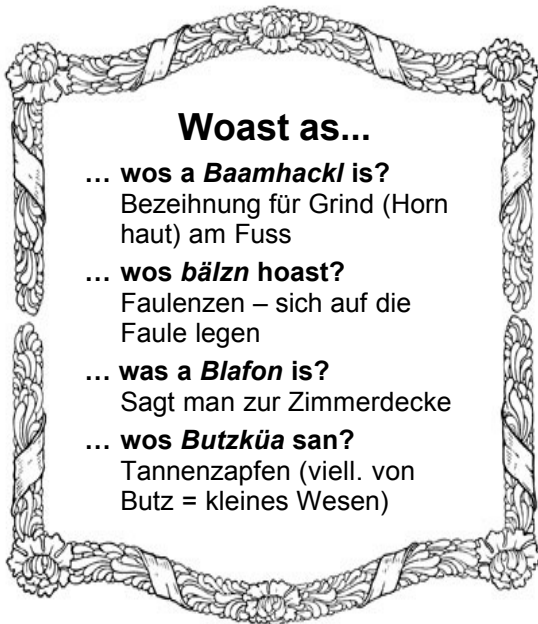 Woast as...
... wos a Baamhackl is?
Bezeihnung für Grind (Horn
haut) am Fuss
... wos bälzn hoast?
Faulenzen – sich auf die
Faule legen
... was a Blafon is?
Sagt man zur Zimmerdecke
... wos Butzküa san?
Tannenzapfen (viell. von
Butz = kleines Wesen)